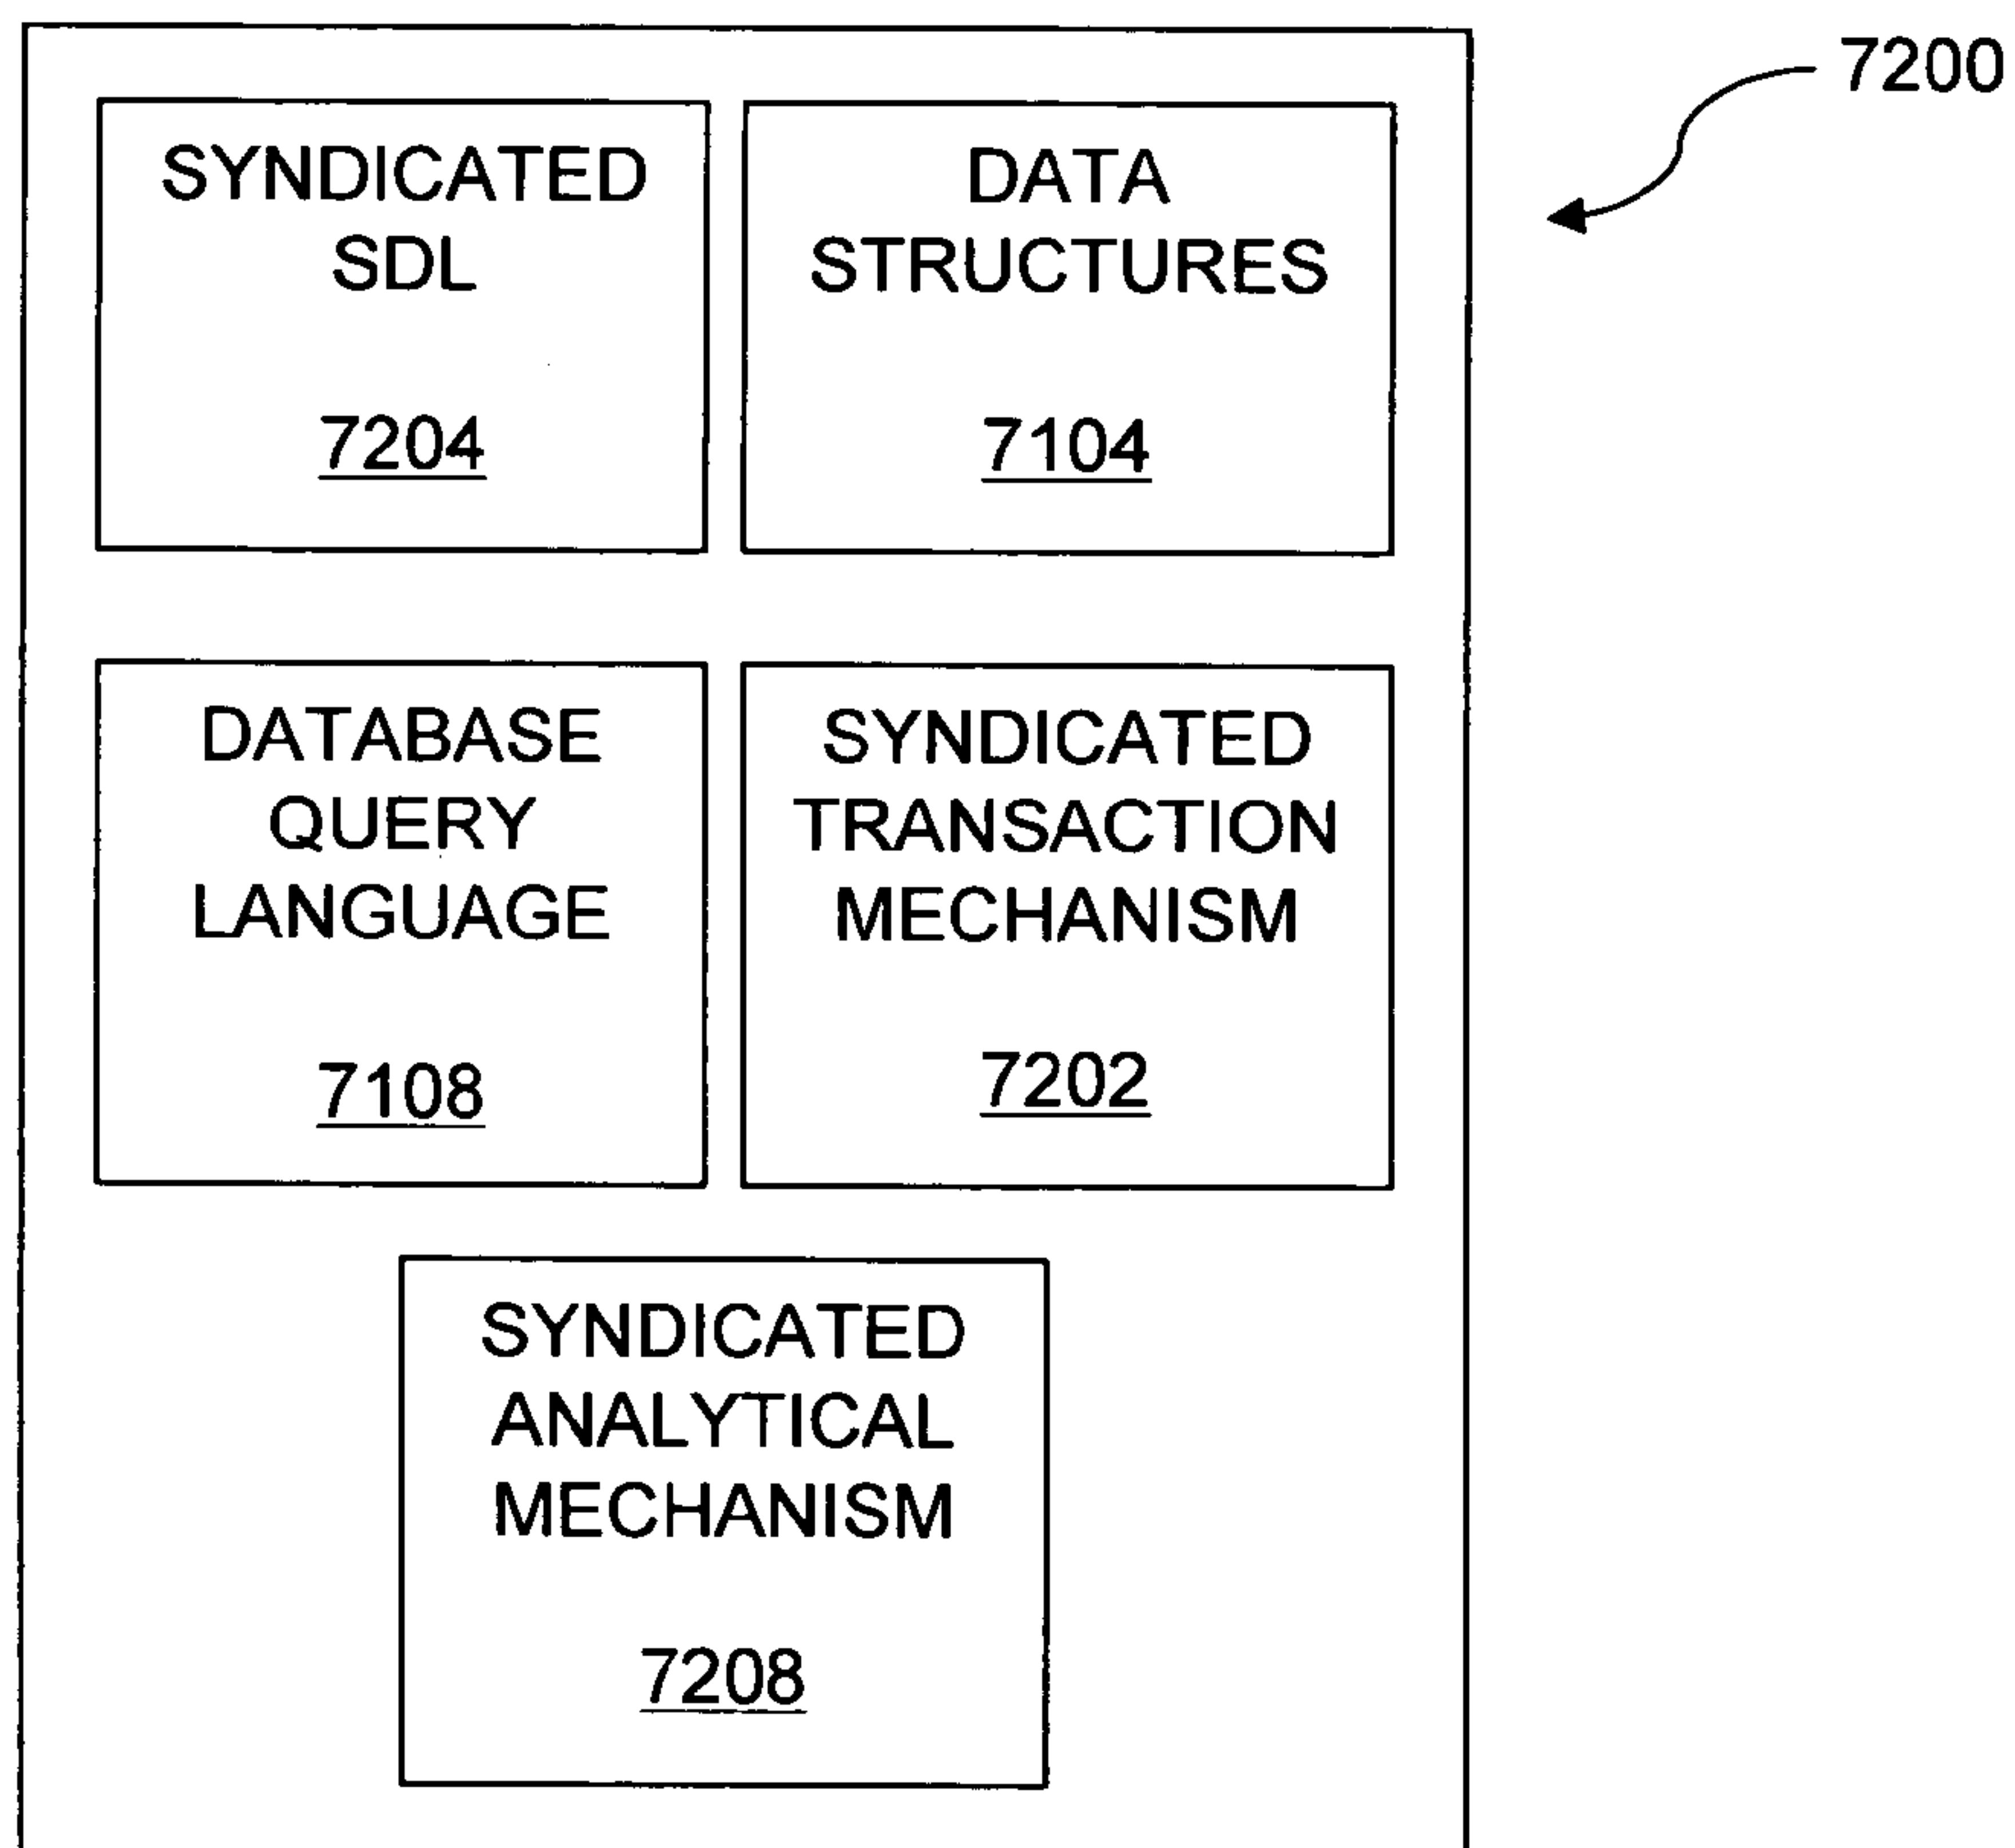 7200
SYNDICATED
SDL
7204
DATA
STRUCTURES
7104
DATABASE
QUERY
LANGUAGE
7108
SYNDICATED
TRANSACTION
MECHANISM
7202
SYNDICATED
ANALYTICAL
MECHANISM
7208